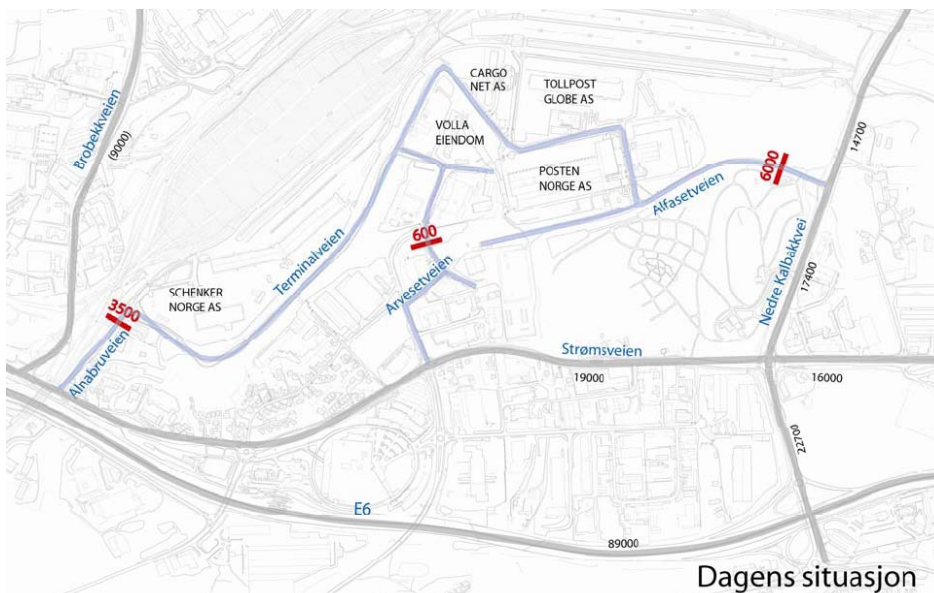 CARGO
NET AS
TOLLPOST
GLOBE AS
Brobekkveien
(9000)
VOLLA
EIENDOM
14700
POSTEN
NORGE AS
6000
Alfasetveien
Terminalveien
600
Arvesetveien
Nedre Kalbakkvei
17400
SCHENKER
NORGE AS
3500
Alnabruveien
Strømsveien
19000
16000
22700
E6
89000
Dagens situasjon